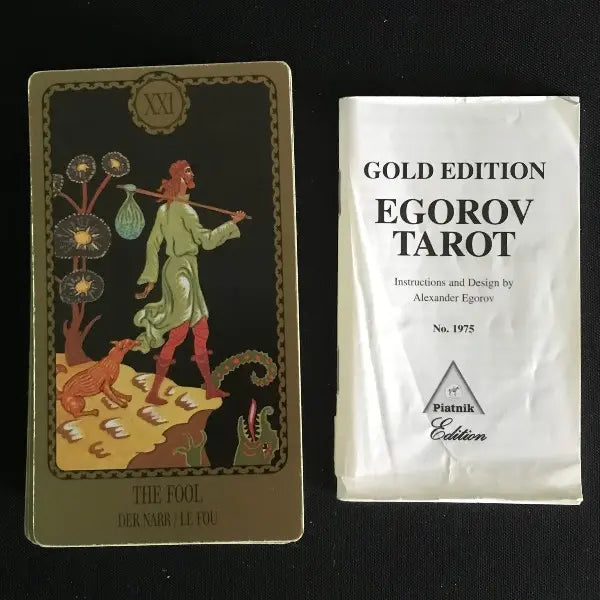 XXI
THE FOOL
DER NARR / LE FOU
GOLD EDITION
EGOROV
TAROT
Instructions and Design by
Alexander Egorov
No. 1975
Piatnik
Edition